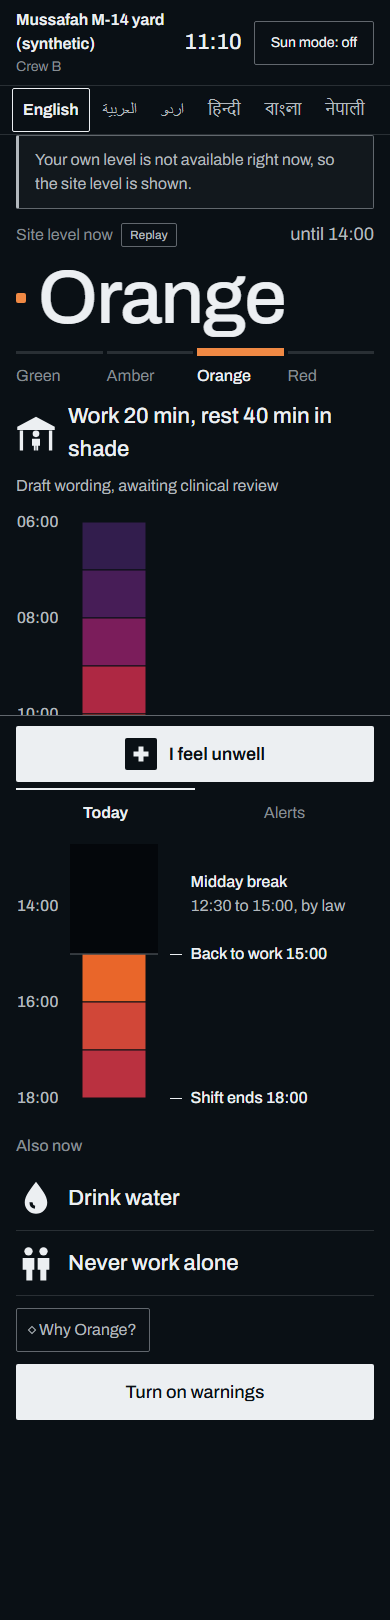 Mussafah M-14 yard
(synthetic)
Crew B
11:10
Sun mode: off
English
العربية
اردو
हिन्दी
বাংলা
नेपाली
Your own level is not available right now, so
the site level is shown.
Site level now
Replay
until 14:00
Orange
Green
Amber
Orange
Red
Work 20 min, rest 40 min in
shade
Draft wording, awaiting clinical review
06:00
08:00
10:00
I feel unwell
Today
Alerts
Midday break
14:00
12:30 to 15:00, by law
Back to work 15:00
16:00
18:00
Shift ends 18:00
Also now
Drink water
Never work alone
Why Orange?
Turn on warnings